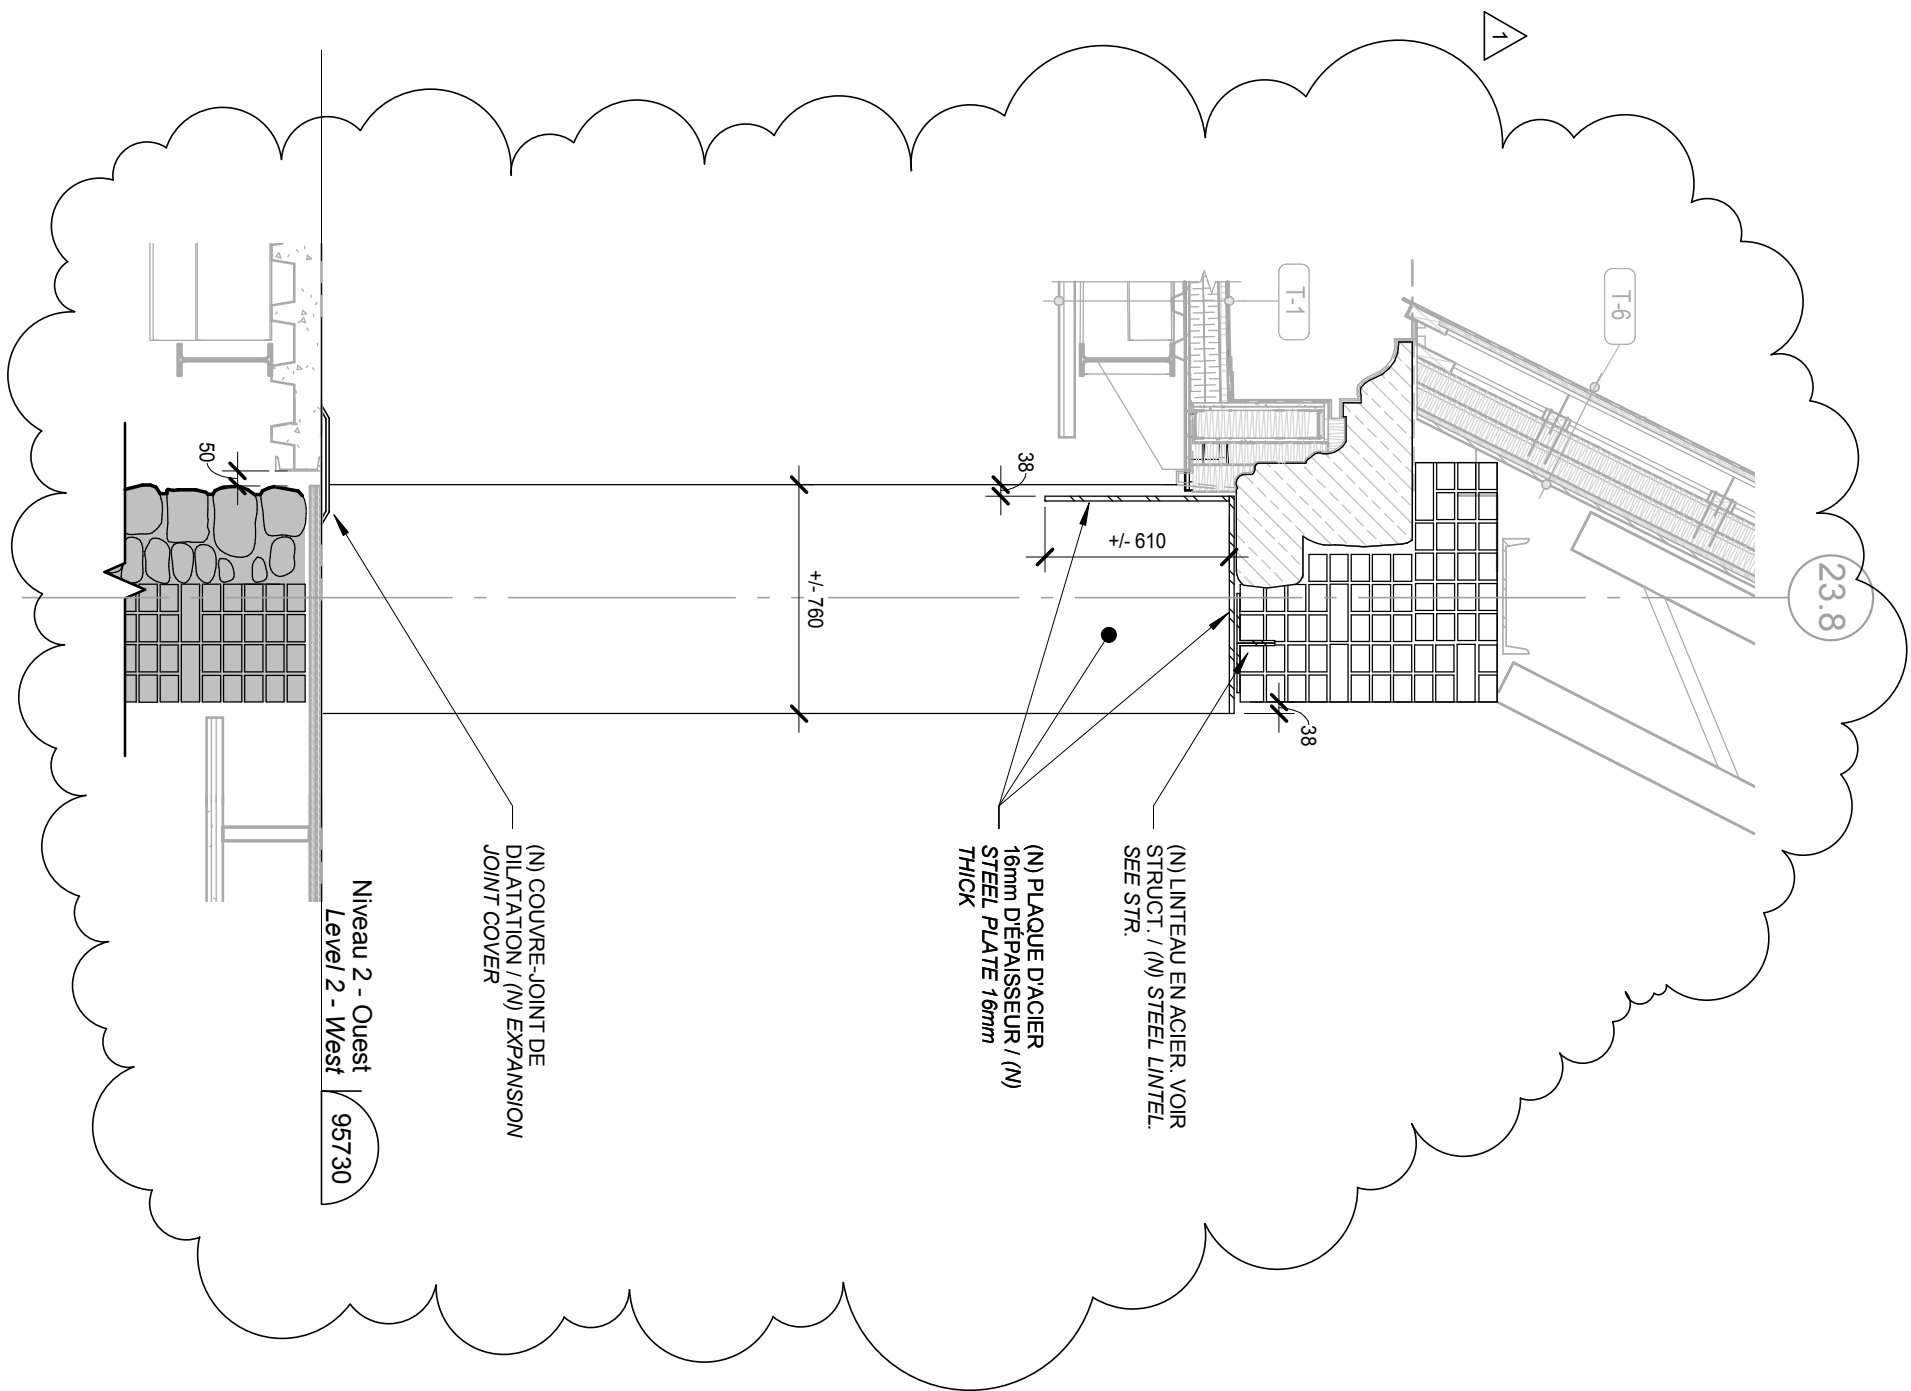 1
T-6
T-1
23.8
38
+/- 610
38
+/- 760
50
(N) LINTEAU EN ACIER. VOIR
STRUCT. / (N) STEEL LINTEL.
SEE STR.
(N) PLAQUE D'ACIER
16mm D'ÉPAISSEUR / (N)
STEEL PLATE 16mm
THICK
(N) COUVRE-JOINT DE
DILATATION / (N) EXPANSION
JOINT COVER
Niveau 2 - Ouest
Level 2 - West
95730